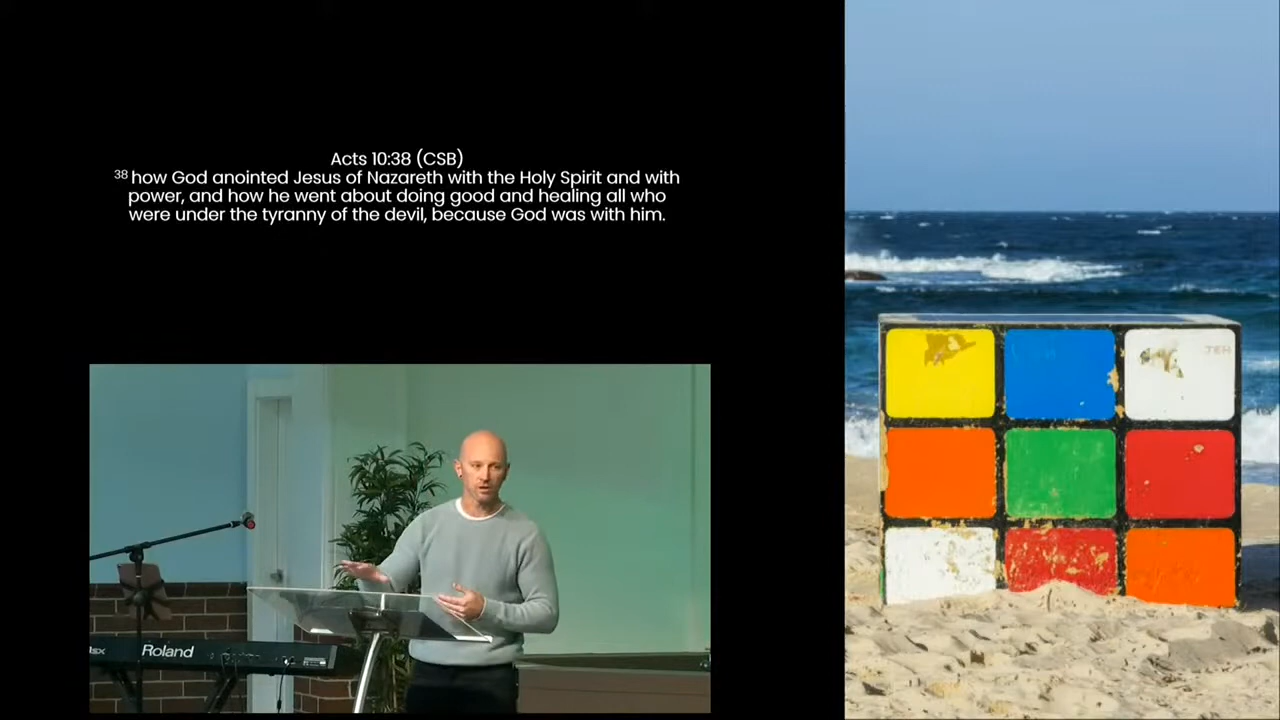 Acts 10:38 (CSB)
38 how God anointed Jesus of Nazareth with the Holy Spirit and with
power, and how he went about doing good and healing all who
were under the tyranny of the devil, because God was with him.
JEH
Roland